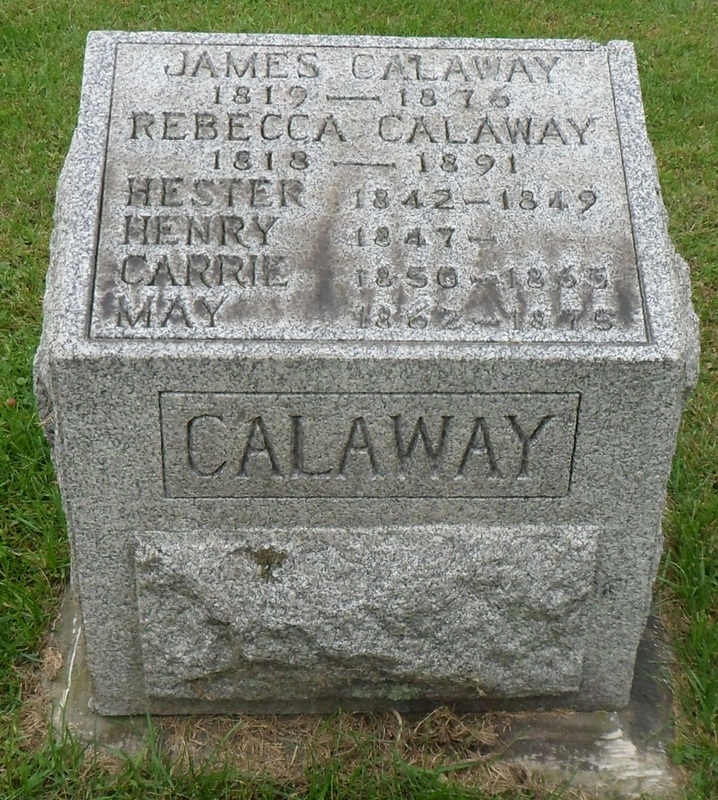 JAMES CALAWAY
1819 — 1876
REBECCA CALAWAY
1818 — 1891
HESTER 1842 – 1849
HENRY 1847 –
CARRIE 1850 – 1865
MAY 1862 – 1875
CALAWAY